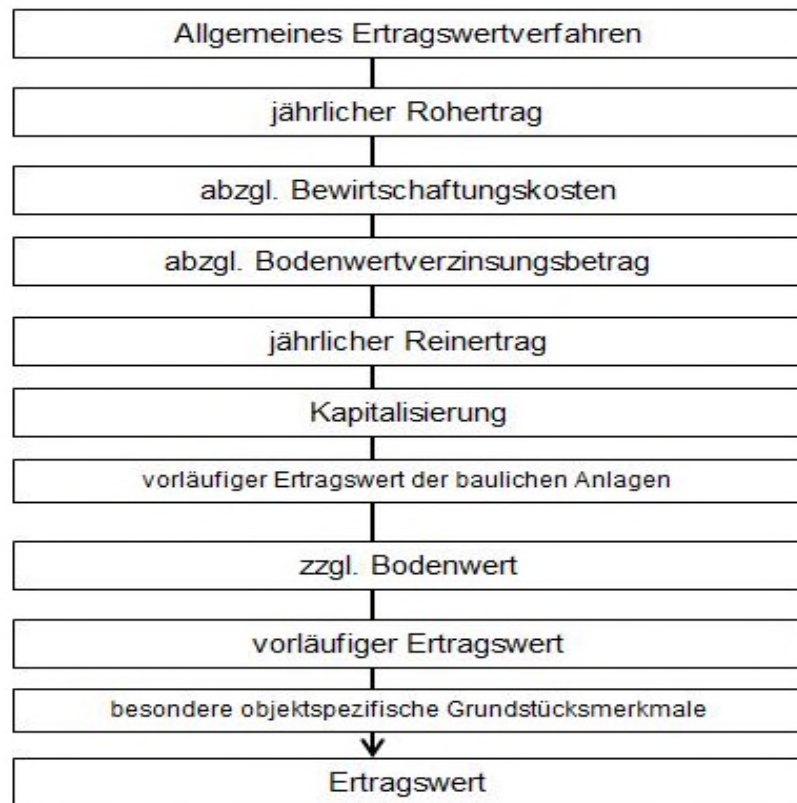 Allgemeines Ertragswertverfahren
jährlicher Rohertrag
abzgl. Bewirtschaftungskosten
abzgl. Bodenwertverzinsungsbetrag
jährlicher Reinertrag
Kapitalisierung
vorläufiger Ertragswert der baulichen Anlagen
zzgl. Bodenwert
vorläufiger Ertragswert
besondere objektspezifische Grundstücksmerkmale
Ertragswert